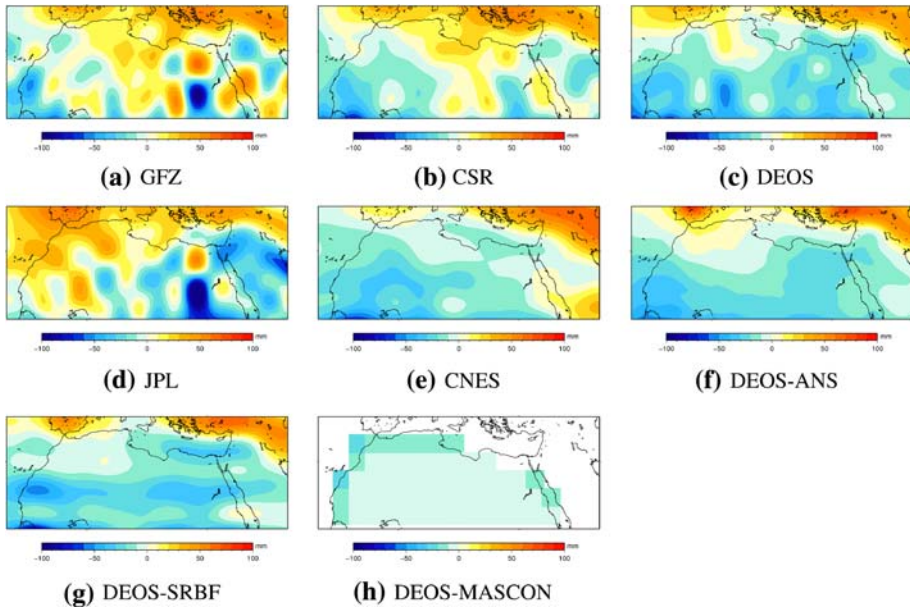 mm mm mm
−100 −50 0 50 100 −100 −50 0 50 100 −100 −50 0 50 100
(a) GFZ (b) CSR (c) DEOS
mm mm mm
−100 −50 0 50 100 −100 −50 0 50 100 −100 −50 0 50 100
(d) JPL (e) CNES (f) DEOS-ANS
mm mm
−100 −50 0 50 100 −100 −50 0 50 100
(g) DEOS-SRBF (h) DEOS-MASCON